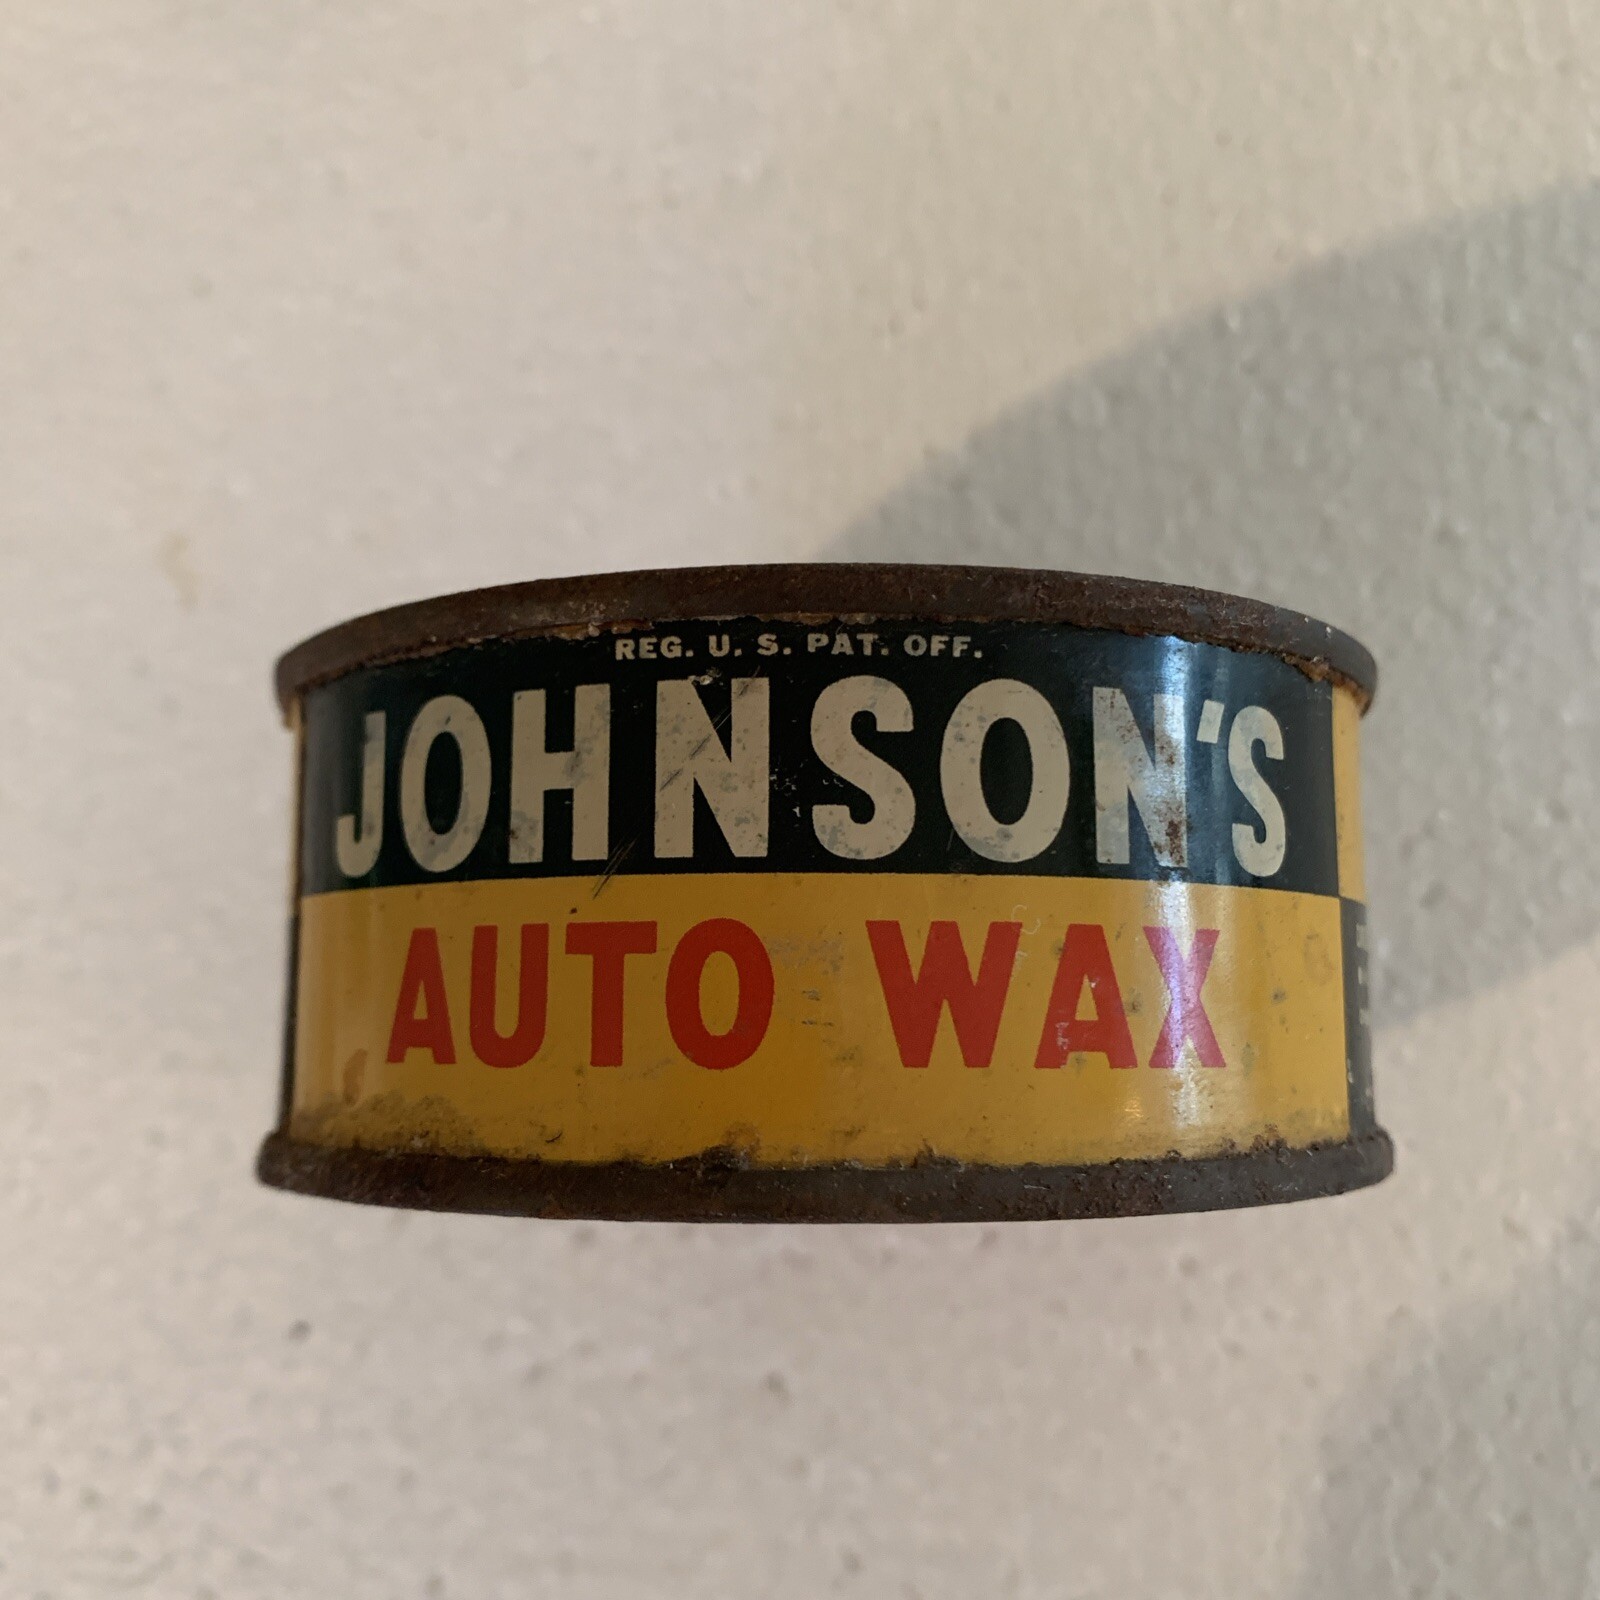 REG. U. S. PAT. OFF.
JOHNSON'S
AUTO WAX